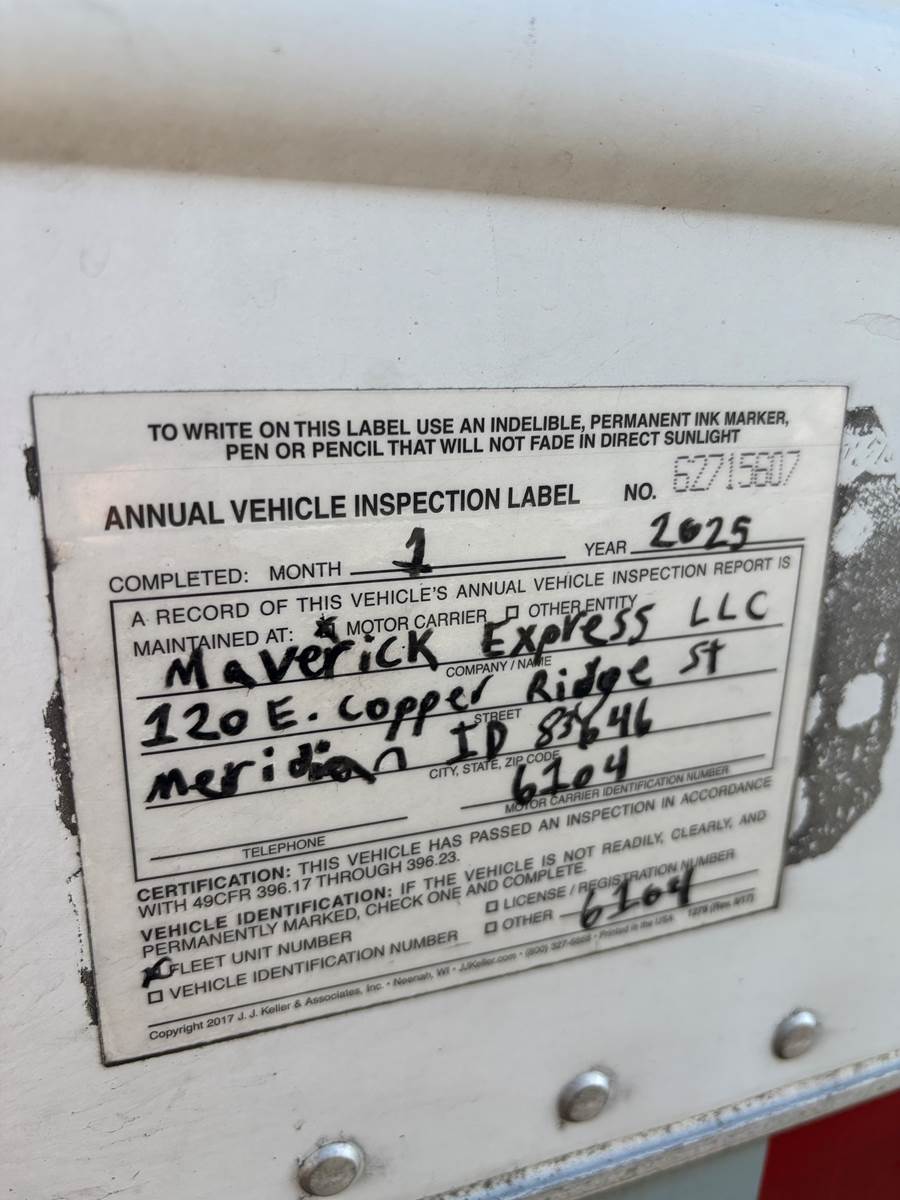 TO WRITE ON THIS LABEL USE AN INDELIBLE, PERMANENT INK MARKER,
PEN OR PENCIL THAT WILL NOT FADE IN DIRECT SUNLIGHT
ANNUAL VEHICLE INSPECTION LABEL NO. 62715607
COMPLETED: MONTH 1 YEAR 2025
A RECORD OF THIS VEHICLE'S ANNUAL VEHICLE INSPECTION REPORT IS
MAINTAINED AT: MOTOR CARRIER OTHER ENTITY
Maverick Express LLC
COMPANY / NAME
120 E. Copper Ridge St
STREET
Meridian ID 83646
CITY, STATE, ZIP CODE
6104
TELEPHONE MOTOR CARRIER IDENTIFICATION NUMBER
CERTIFICATION: THIS VEHICLE HAS PASSED AN INSPECTION IN ACCORDANCE
WITH 49CFR 396.17 THROUGH 396.23.
VEHICLE IDENTIFICATION: IF THE VEHICLE IS NOT READILY, CLEARLY, AND
PERMANENTLY MARKED, CHECK ONE AND COMPLETE.
FLEET UNIT NUMBER LICENSE / REGISTRATION NUMBER
VEHICLE IDENTIFICATION NUMBER OTHER 6104
Copyright 2017 J. J. Keller & Associates, Inc. • Neenah, WI • JJKeller.com • (800) 327-6868 • Printed in the USA 1279 (Rev. 9/17)